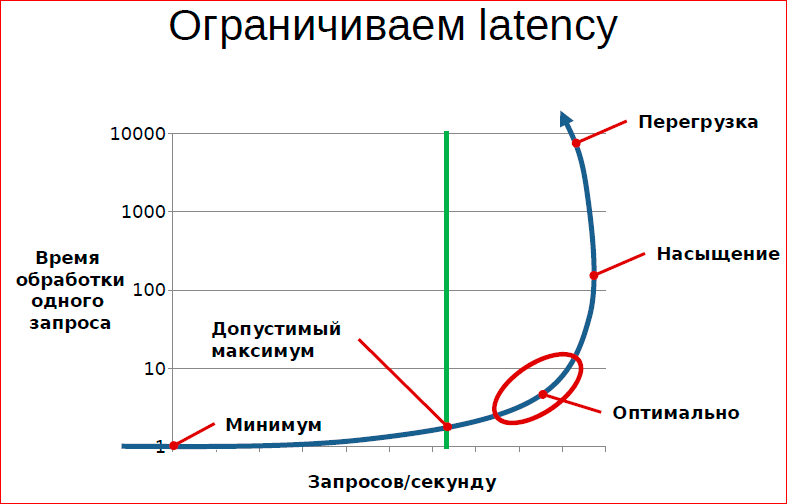 Ограничиваем latency
10000
Перегрузка
1000
Время
обработки
одного
запроса
Насыщение
100
Допустимый
максимум
10
Оптимально
Минимум
1
Запросов/секунду